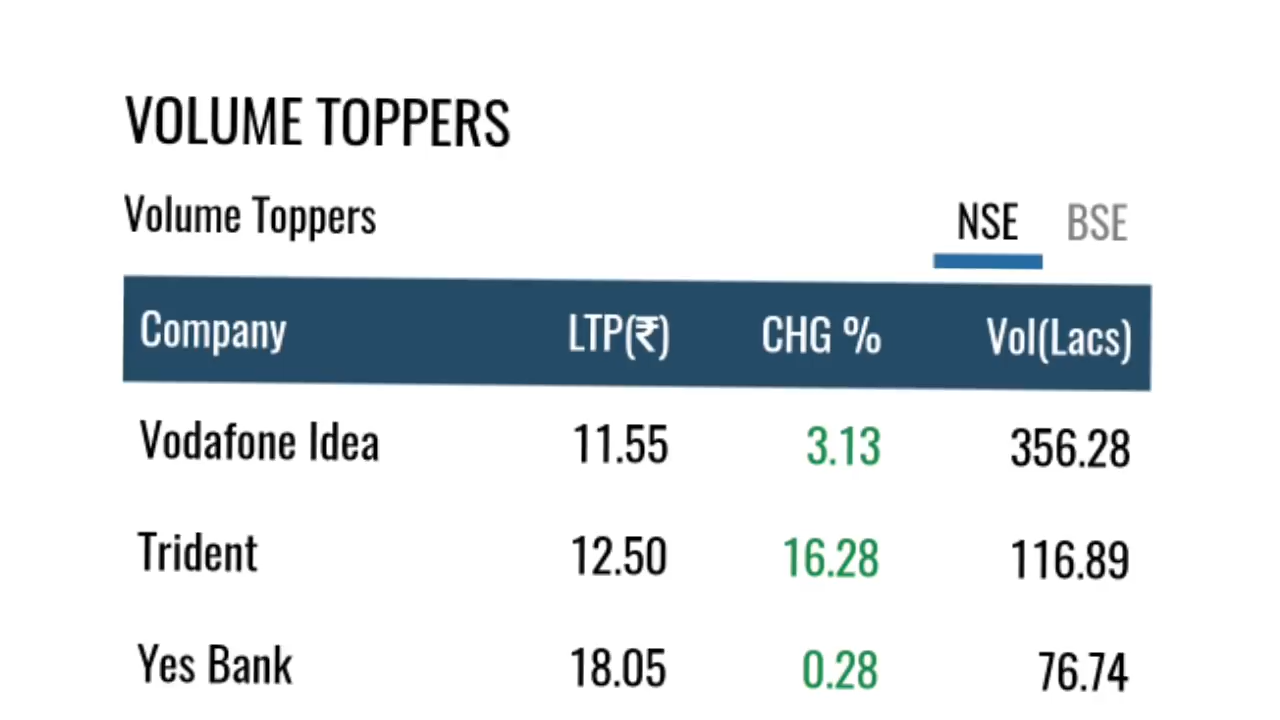 VOLUME TOPPERS
Volume Toppers NSE BSE
Company LTP(₹) CHG % Vol(Lacs)
Vodafone Idea 11.55 3.13 356.28
Trident 12.50 16.28 116.89
Yes Bank 18.05 0.28 76.74